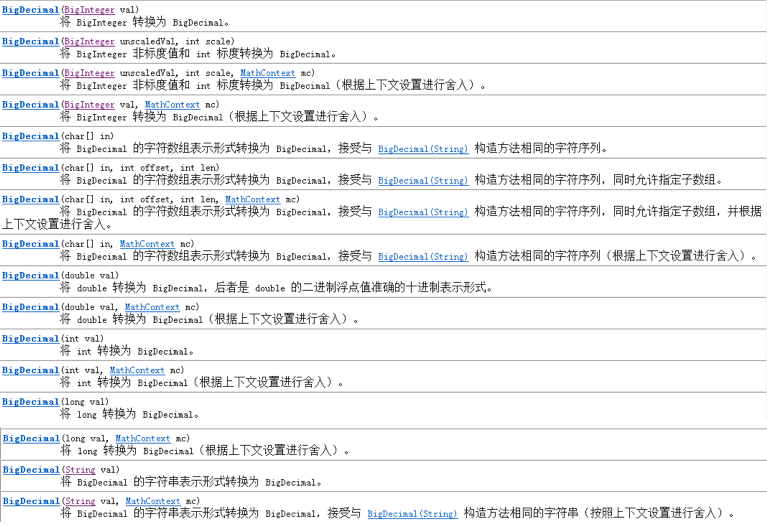 BigDecimal(BigInteger val)
将 BigInteger 转换为 BigDecimal。
BigDecimal(BigInteger unscaledVal, int scale)
将 BigInteger 非标度值和 int 标度转换为 BigDecimal。
BigDecimal(BigInteger unscaledVal, int scale, MathContext mc)
将 BigInteger 非标度值和 int 标度转换为 BigDecimal（根据上下文设置进行舍入）。
BigDecimal(BigInteger val, MathContext mc)
将 BigInteger 转换为 BigDecimal（根据上下文设置进行舍入）。
BigDecimal(char[] in)
将 BigDecimal 的字符数组表示形式转换为 BigDecimal，接受与 BigDecimal(String) 构造方法相同的字符序列。
BigDecimal(char[] in, int offset, int len)
将 BigDecimal 的字符数组表示形式转换为 BigDecimal，接受与 BigDecimal(String) 构造方法相同的字符序列，同时允许指定子数组。
BigDecimal(char[] in, int offset, int len, MathContext mc)
将 BigDecimal 的字符数组表示形式转换为 BigDecimal，接受与 BigDecimal(String) 构造方法相同的字符序列，同时允许指定子数组，并根据
上下文设置进行舍入。
BigDecimal(char[] in, MathContext mc)
将 BigDecimal 的字符数组表示形式转换为 BigDecimal，接受与 BigDecimal(String) 构造方法相同的字符序列（根据上下文设置进行舍入）。
BigDecimal(double val)
将 double 转换为 BigDecimal，后者是 double 的二进制浮点值准确的十进制表示形式。
BigDecimal(double val, MathContext mc)
将 double 转换为 BigDecimal（根据上下文设置进行舍入）。
BigDecimal(int val)
将 int 转换为 BigDecimal。
BigDecimal(int val, MathContext mc)
将 int 转换为 BigDecimal（根据上下文设置进行舍入）。
BigDecimal(long val)
将 long 转换为 BigDecimal。
BigDecimal(long val, MathContext mc)
将 long 转换为 BigDecimal（根据上下文设置进行舍入）。
BigDecimal(String val)
将 BigDecimal 的字符串表示形式转换为 BigDecimal。
BigDecimal(String val, MathContext mc)
将 BigDecimal 的字符串表示形式转换为 BigDecimal，接受与 BigDecimal(String) 构造方法相同的字符串（按照上下文设置进行舍入）。